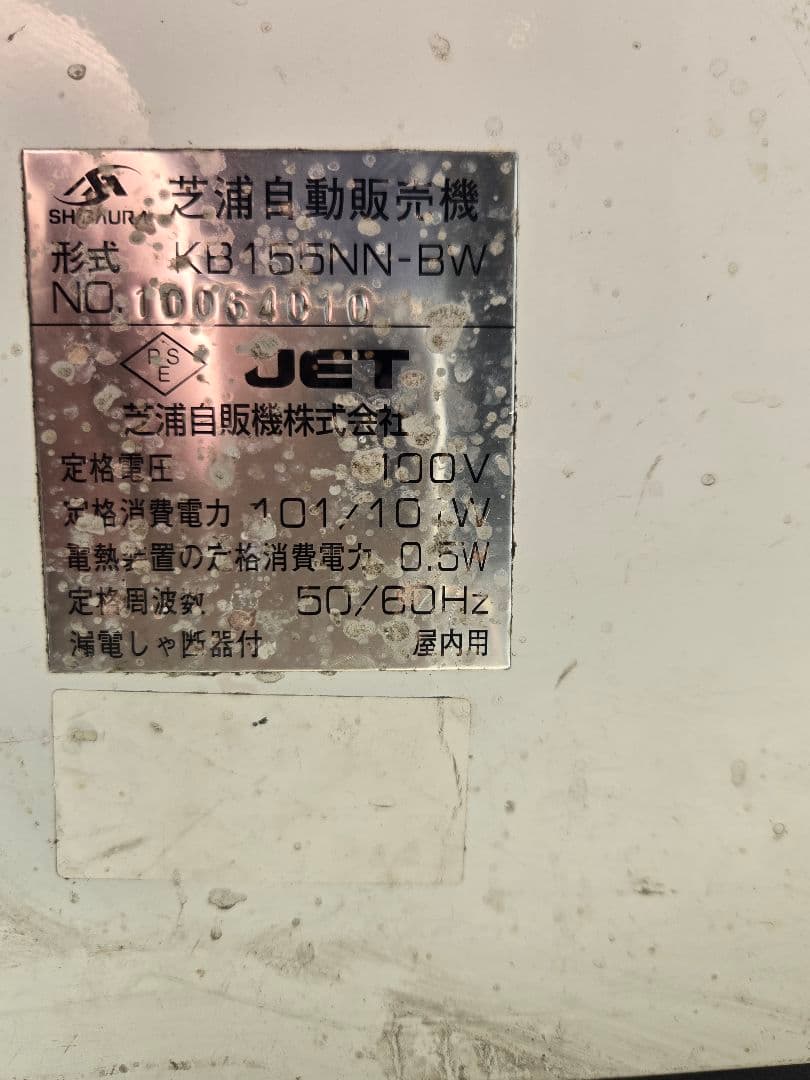 SHIBAURA 芝浦自動販売機
形式 KB155NN-BW
NO. 10064010
PSE JET
芝浦自販機株式会社
定格電圧 100V
定格消費電力 101/10 W
電熱装置の定格消費電力 0.5W
定格周波数 50/60Hz
漏電しゃ断器付 屋内用